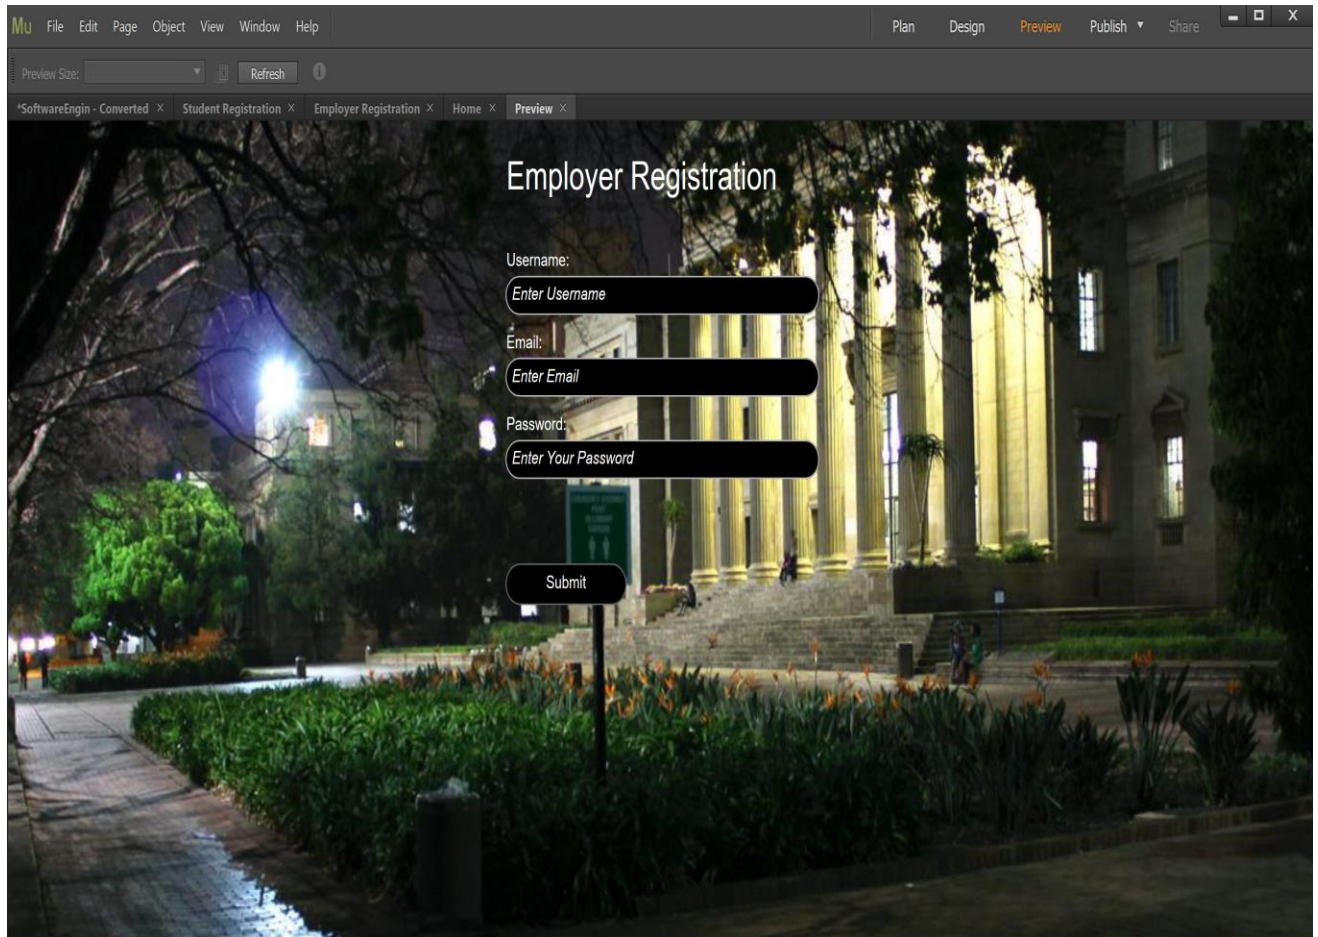 Mu File Edit Page Object View Window Help Plan Design Preview Publish Share X
Preview Size: Refresh
*SoftwareEngin - Converted × Student Registration × Employer Registration × Home × Preview ×
Employer Registration
Username:
Enter Username
Email:
Enter Email
Password:
Enter Your Password
Submit